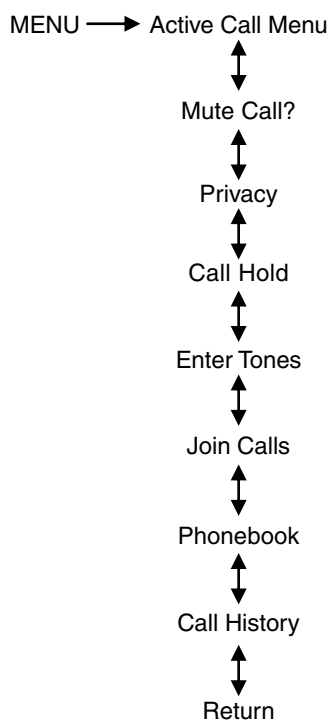 MENU Active Call Menu
Mute Call?
Privacy
Call Hold
Enter Tones
Join Calls
Phonebook
Call History
Return